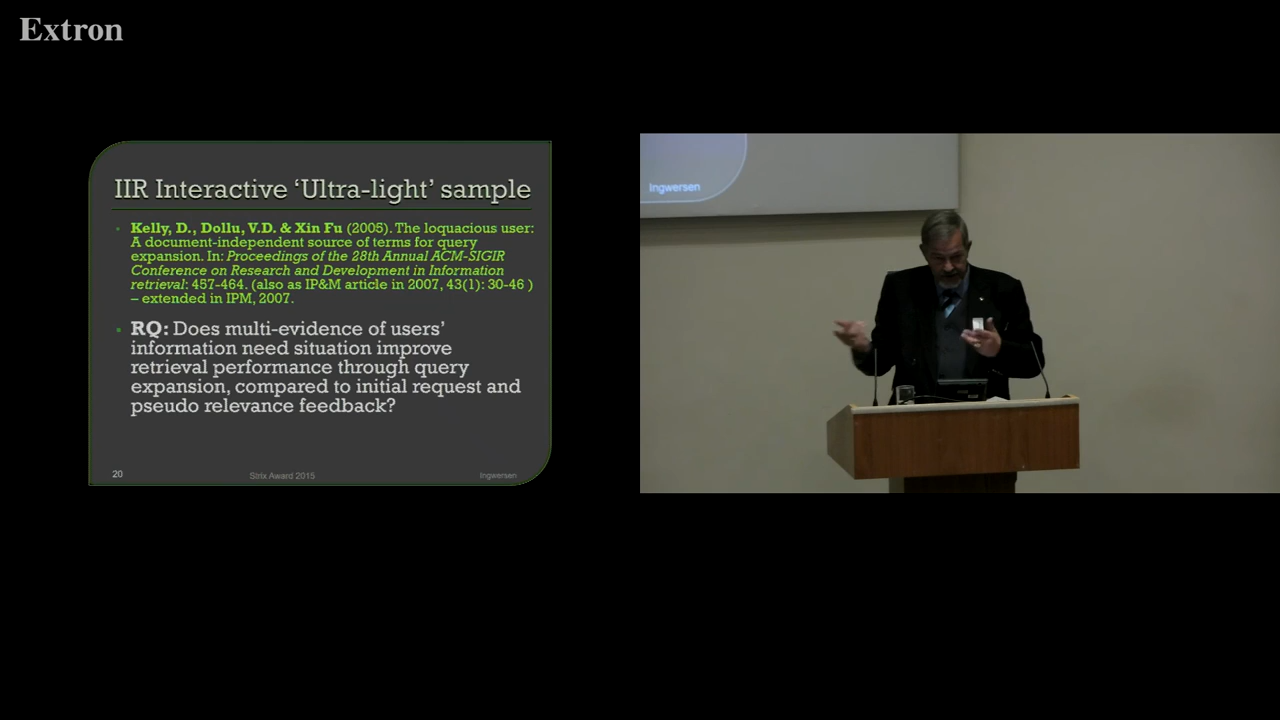 Extron
IIR Interactive ‘Ultra-light’ sample
Kelly, D., Dollu, V.D. & Xin Fu (2005). The loquacious user:
A document-independent source of terms for query
expansion. In: Proceedings of the 28th Annual ACM-SIGIR
Conference on Research and Development in Information
retrieval: 457-464. (also as IP&M article in 2007, 43(1): 30-46 )
– extended in IPM, 2007.
RQ: Does multi-evidence of users’
information need situation improve
retrieval performance through query
expansion, compared to initial request and
pseudo relevance feedback?
20
Strix Award 2015
Ingwersen
Ingwersen